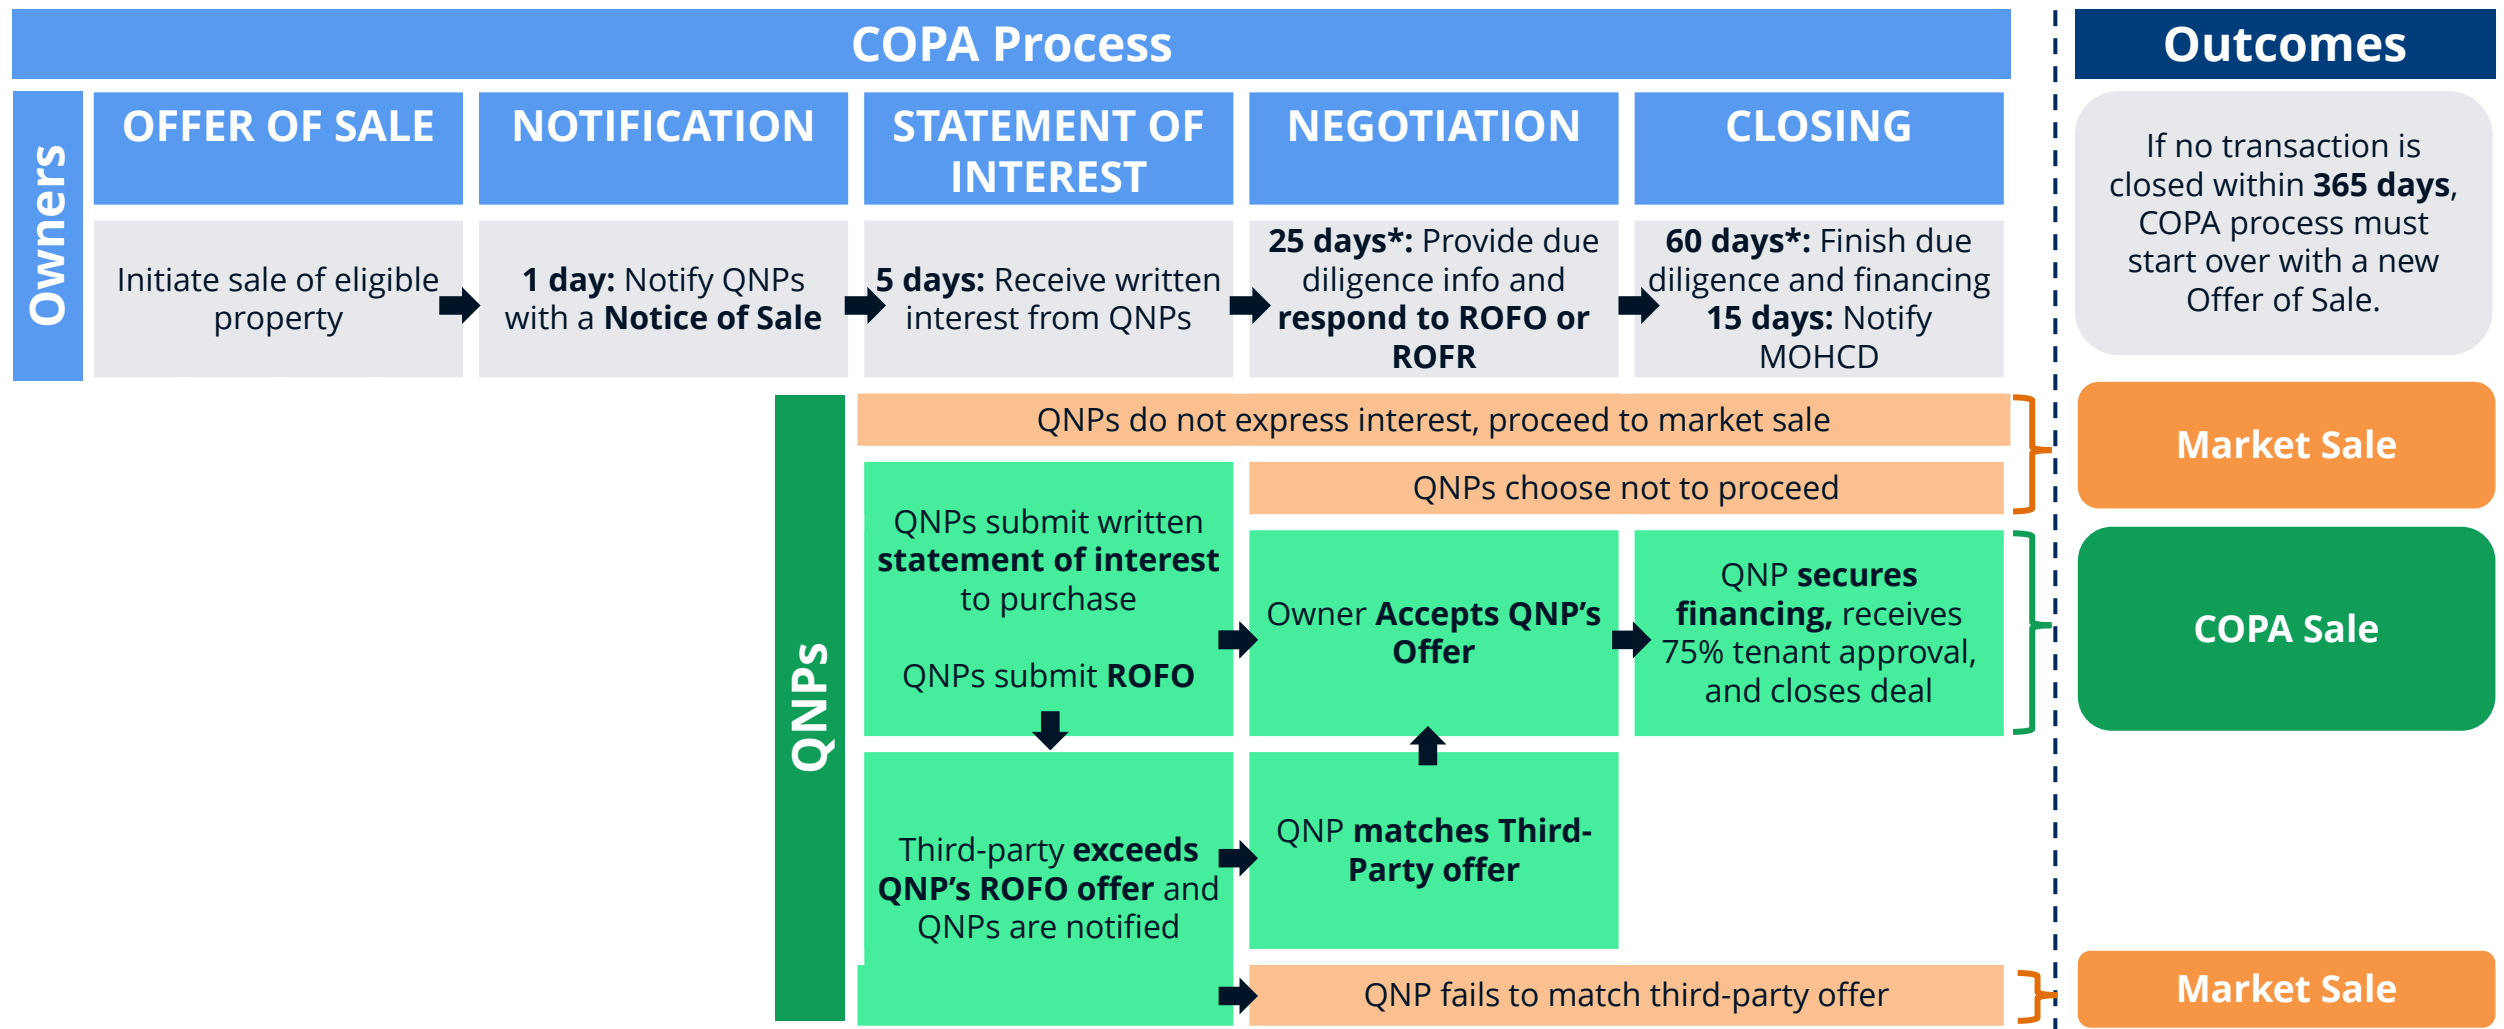 COPA Process
Outcomes
Owners
OFFER OF SALE
NOTIFICATION
STATEMENT OF
INTEREST
NEGOTIATION
CLOSING
Initiate sale of eligible
property
1 day: Notify QNPs
with a Notice of Sale
5 days: Receive written
interest from QNPs
25 days*: Provide due
diligence info and
respond to ROFO or
ROFR
60 days*: Finish due
diligence and financing
15 days: Notify
MOHCD
If no transaction is
closed within 365 days,
COPA process must
start over with a new
Offer of Sale.
QNPs
QNPs do not express interest, proceed to market sale
QNPs choose not to proceed
Market Sale
QNPs submit written
statement of interest
to purchase
QNPs submit ROFO
Owner Accepts QNP’s
Offer
QNP secures
financing, receives
75% tenant approval,
and closes deal
COPA Sale
Third-party exceeds
QNP’s ROFO offer and
QNPs are notified
QNP matches Third-
Party offer
QNP fails to match third-party offer
Market Sale